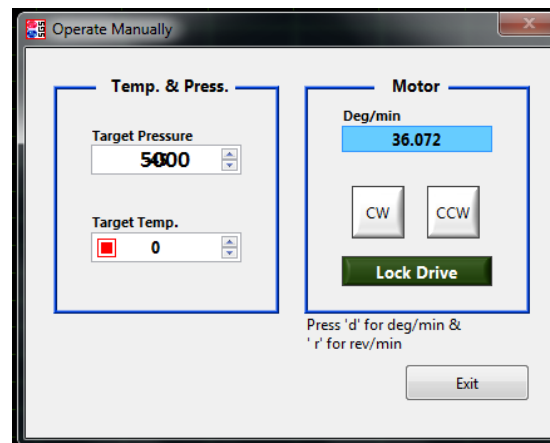 Operate Manually
Temp. & Press.
Target Pressure
Target Temp.
0
Motor
Deg/min
36.072
CW
CCW
Lock Drive
Press 'd' for deg/min &
' r' for rev/min
Exit